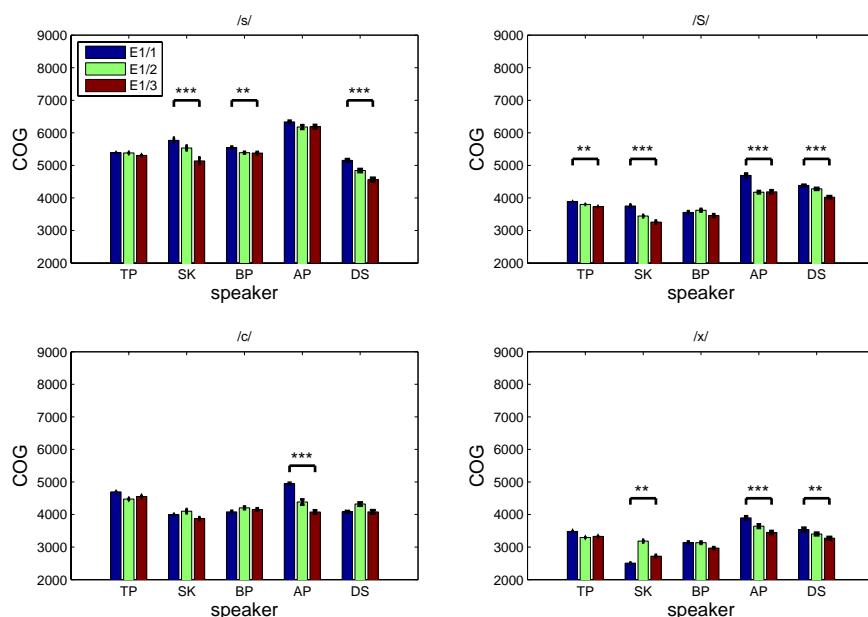 /s/
9000
8000
7000
6000
5000
4000
3000
2000
COG
E1/1
E1/2
E1/3
*** ** ***
TP SK BP AP DS
speaker
/S/
9000
8000
7000
6000
5000
4000
3000
2000
COG
** *** *** ***
TP SK BP AP DS
speaker
/c/
9000
8000
7000
6000
5000
4000
3000
2000
COG
***
TP SK BP AP DS
speaker
/x/
9000
8000
7000
6000
5000
4000
3000
2000
COG
** *** **
TP SK BP AP DS
speaker